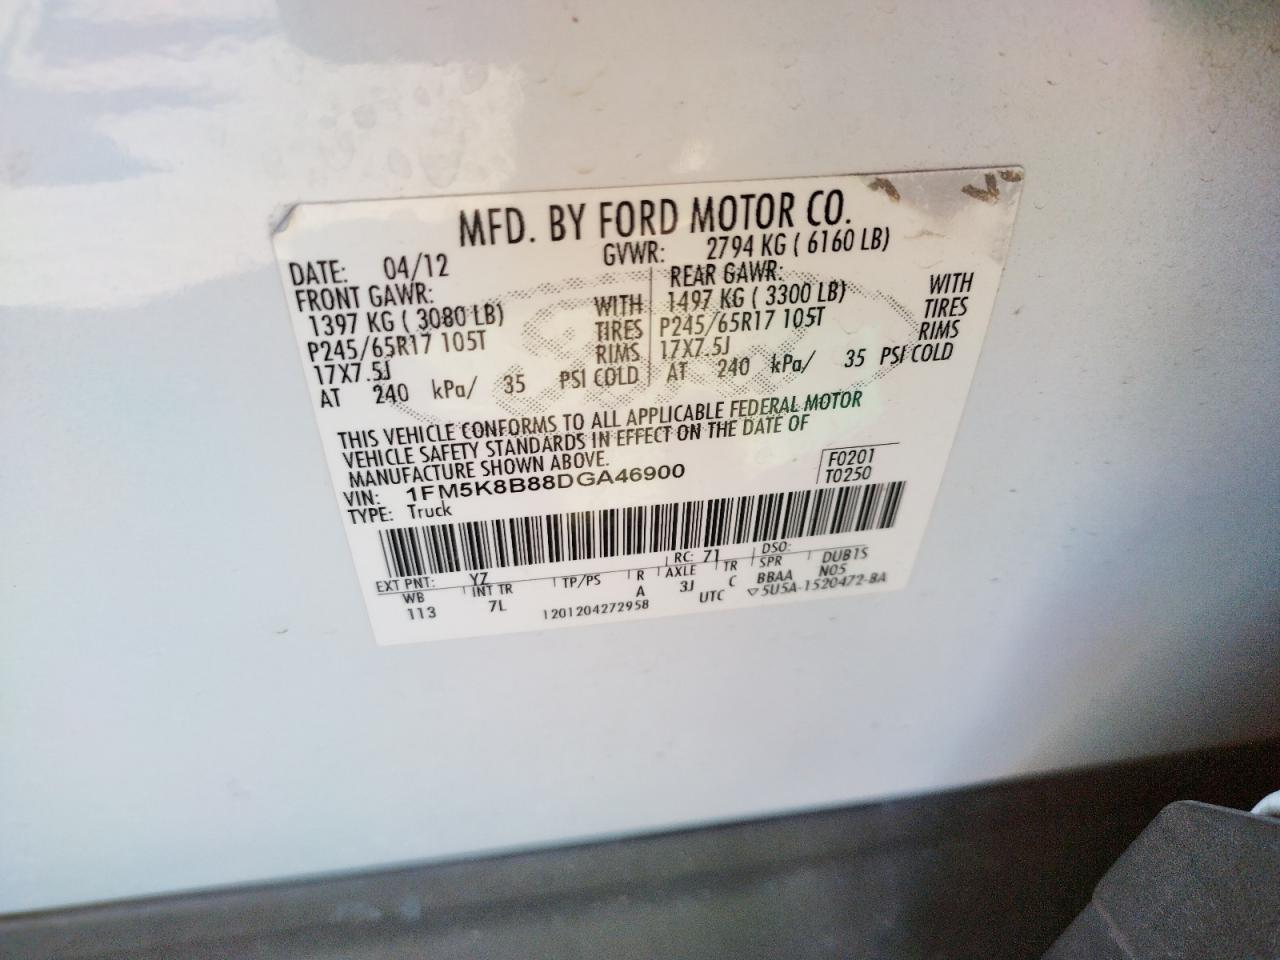 MFD. BY FORD MOTOR CO.
DATE: 04/12 GVWR: 2794 KG ( 6160 LB)
FRONT GAWR: REAR GAWR:
1397 KG ( 3080 LB) WITH 1497 KG ( 3300 LB) WITH
P245/65R17 105T TIRES P245/65R17 105T TIRES
17X7.5J RIMS 17X7.5J RIMS
AT 240 kPa/ 35 PSI COLD AT 240 kPa/ 35 PSI COLD
THIS VEHICLE CONFORMS TO ALL APPLICABLE FEDERAL MOTOR
VEHICLE SAFETY STANDARDS IN EFFECT ON THE DATE OF
MANUFACTURE SHOWN ABOVE.
VIN: 1FM5K8B88DGA46900 F0201
TYPE: Truck T0250
EXT PNT: YZ RC: 71 DSO:
WB INT TR TP/PS R AXLE TR SPR DUB1S
113 7L A 3J C BBAA N05
1201204272958 UTC ▽5U5A-1520472-BA